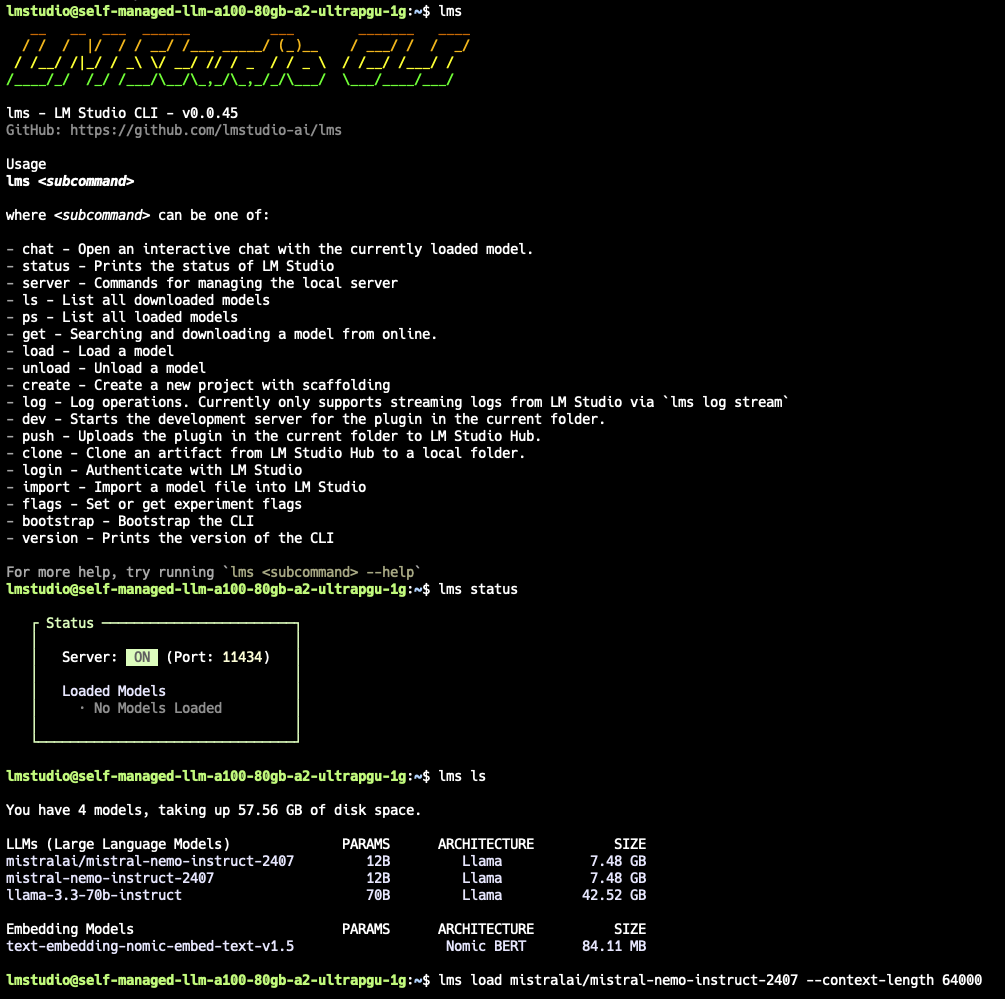 lmstudio@self-managed-llm-a100-80gb-a2-ultrapgu-1g:~$ lms
LM Studio CLI
lms - LM Studio CLI - v0.0.45
GitHub: https://github.com/lmstudio-ai/lms
Usage
lms <subcommand>
where <subcommand> can be one of:
- chat - Open an interactive chat with the currently loaded model.
- status - Prints the status of LM Studio
- server - Commands for managing the local server
- ls - List all downloaded models
- ps - List all loaded models
- get - Searching and downloading a model from online.
- load - Load a model
- unload - Unload a model
- create - Create a new project with scaffolding
- log - Log operations. Currently only supports streaming logs from LM Studio via `lms log stream`
- dev - Starts the development server for the plugin in the current folder.
- push - Uploads the plugin in the current folder to LM Studio Hub.
- clone - Clone an artifact from LM Studio Hub to a local folder.
- login - Authenticate with LM Studio
- import - Import a model file into LM Studio
- flags - Set or get experiment flags
- bootstrap - Bootstrap the CLI
- version - Prints the version of the CLI
For more help, try running `lms <subcommand> --help`
lmstudio@self-managed-llm-a100-80gb-a2-ultrapgu-1g:~$ lms status
Status
Server: ON (Port: 11434)
Loaded Models
· No Models Loaded
lmstudio@self-managed-llm-a100-80gb-a2-ultrapgu-1g:~$ lms ls
You have 4 models, taking up 57.56 GB of disk space.
LLMs (Large Language Models) PARAMS ARCHITECTURE SIZE
mistralai/mistral-nemo-instruct-2407 12B Llama 7.48 GB
mistral-nemo-instruct-2407 12B Llama 7.48 GB
llama-3.3-70b-instruct 70B Llama 42.52 GB
Embedding Models PARAMS ARCHITECTURE SIZE
text-embedding-nomic-embed-text-v1.5 Nomic BERT 84.11 MB
lmstudio@self-managed-llm-a100-80gb-a2-ultrapgu-1g:~$ lms load mistralai/mistral-nemo-instruct-2407 --context-length 64000